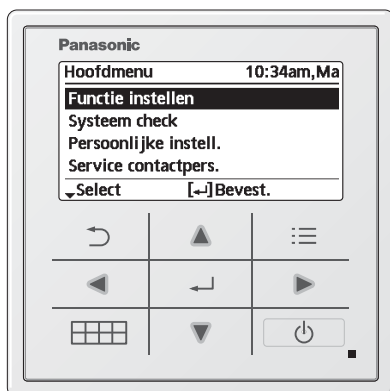 Panasonic
Hoofdmenu 10:34am,Ma
Functie instellen
Systeem check
Persoonlijke instell.
Service contactpers.
Select [↵]Bevest.